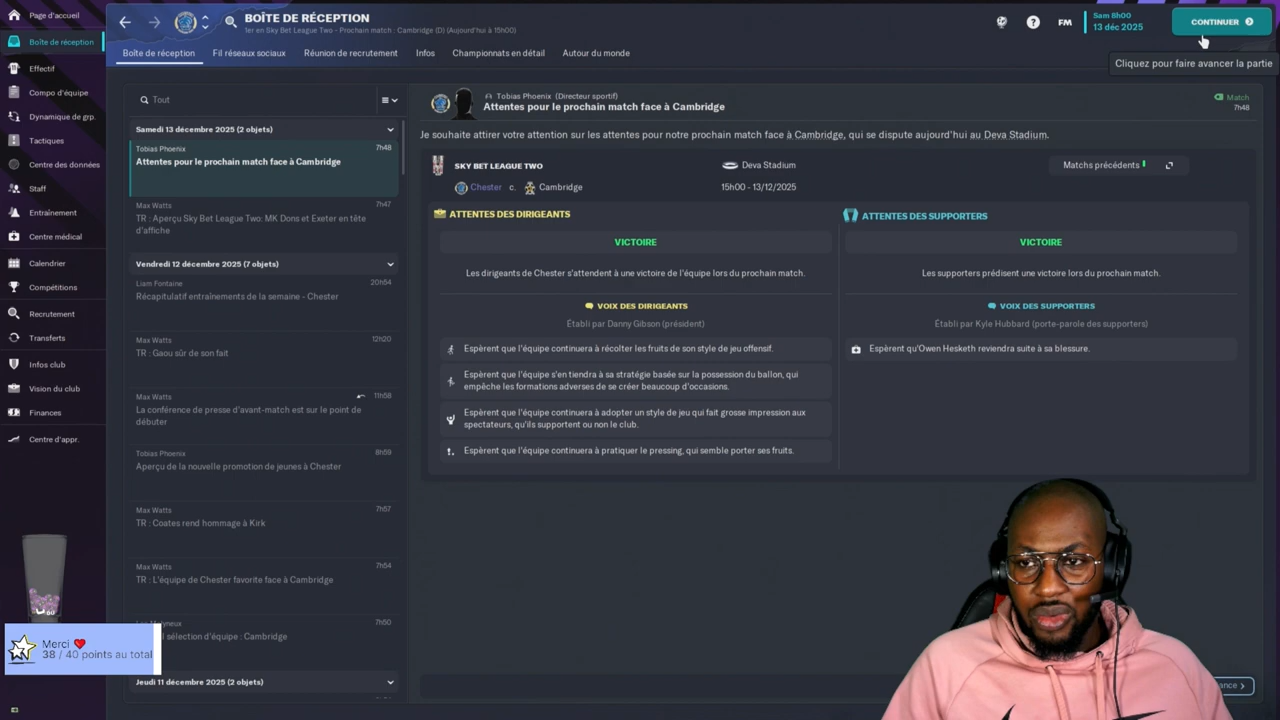 Page d'accueil
Boîte de réception
Effectif
Compo d'équipe
Dynamique de grp.
Tactiques
Centre des données
Staff
Entraînement
Centre médical
Calendrier
Compétitions
Recrutement
Transferts
Infos club
Vision du club
Finances
Centre d'appr.
BOÎTE DE RÉCEPTION
1er en Sky Bet League Two - Prochain match : Cambridge (D) (Aujourd'hui à 15h00)
FM
Sam 8h00
13 déc 2025
CONTINUER
Cliquez pour faire avancer la partie
Boîte de réception
Fil réseaux sociaux
Réunion de recrutement
Infos
Championnats en détail
Autour du monde
Tout
Samedi 13 décembre 2025 (2 objets)
Tobias Phoenix 7h48
Attentes pour le prochain match face à Cambridge
Max Watts 7h47
TR : Aperçu Sky Bet League Two: MK Dons et Exeter en tête
d'affiche
Vendredi 12 décembre 2025 (7 objets)
Liam Fontaine 20h54
Récapitulatif entraînements de la semaine - Chester
Max Watts 12h20
TR : Gaou sûr de son fait
Max Watts 11h58
La conférence de presse d'avant-match est sur le point de
débuter
Tobias Phoenix 8h59
Aperçu de la nouvelle promotion de jeunes à Chester
Max Watts 7h57
TR : Coates rend hommage à Kirk
Max Watts 7h54
TR : L'équipe de Chester favorite face à Cambridge
7h50
sélection d'équipe : Cambridge
Jeudi 11 décembre 2025 (2 objets)
Tobias Phoenix (Directeur sportif)
Attentes pour le prochain match face à Cambridge
Match
7h48
Je souhaite attirer votre attention sur les attentes pour notre prochain match face à Cambridge, qui se dispute aujourd'hui au Deva Stadium.
SKY BET LEAGUE TWO
Deva Stadium
Matchs précédents
Chester c. Cambridge
15h00 - 13/12/2025
ATTENTES DES DIRIGEANTS
VICTOIRE
Les dirigeants de Chester s'attendent à une victoire de l'équipe lors du prochain match.
VOIX DES DIRIGEANTS
Établi par Danny Gibson (président)
Espèrent que l'équipe continuera à récolter les fruits de son style de jeu offensif.
Espèrent que l'équipe s'en tiendra à sa stratégie basée sur la possession du ballon, qui
empêche les formations adverses de se créer beaucoup d'occasions.
Espèrent que l'équipe continuera à adopter un style de jeu qui fait grosse impression aux
spectateurs, qu'ils supportent ou non le club.
Espèrent que l'équipe continuera à pratiquer le pressing, qui semble porter ses fruits.
ATTENTES DES SUPPORTERS
VICTOIRE
Les supporters prédisent une victoire lors du prochain match.
VOIX DES SUPPORTERS
Établi par Kyle Hubbard (porte-parole des supporters)
Espèrent qu'Owen Hesketh reviendra suite à sa blessure.
60
Merci ❤️
38 / 40 points au total